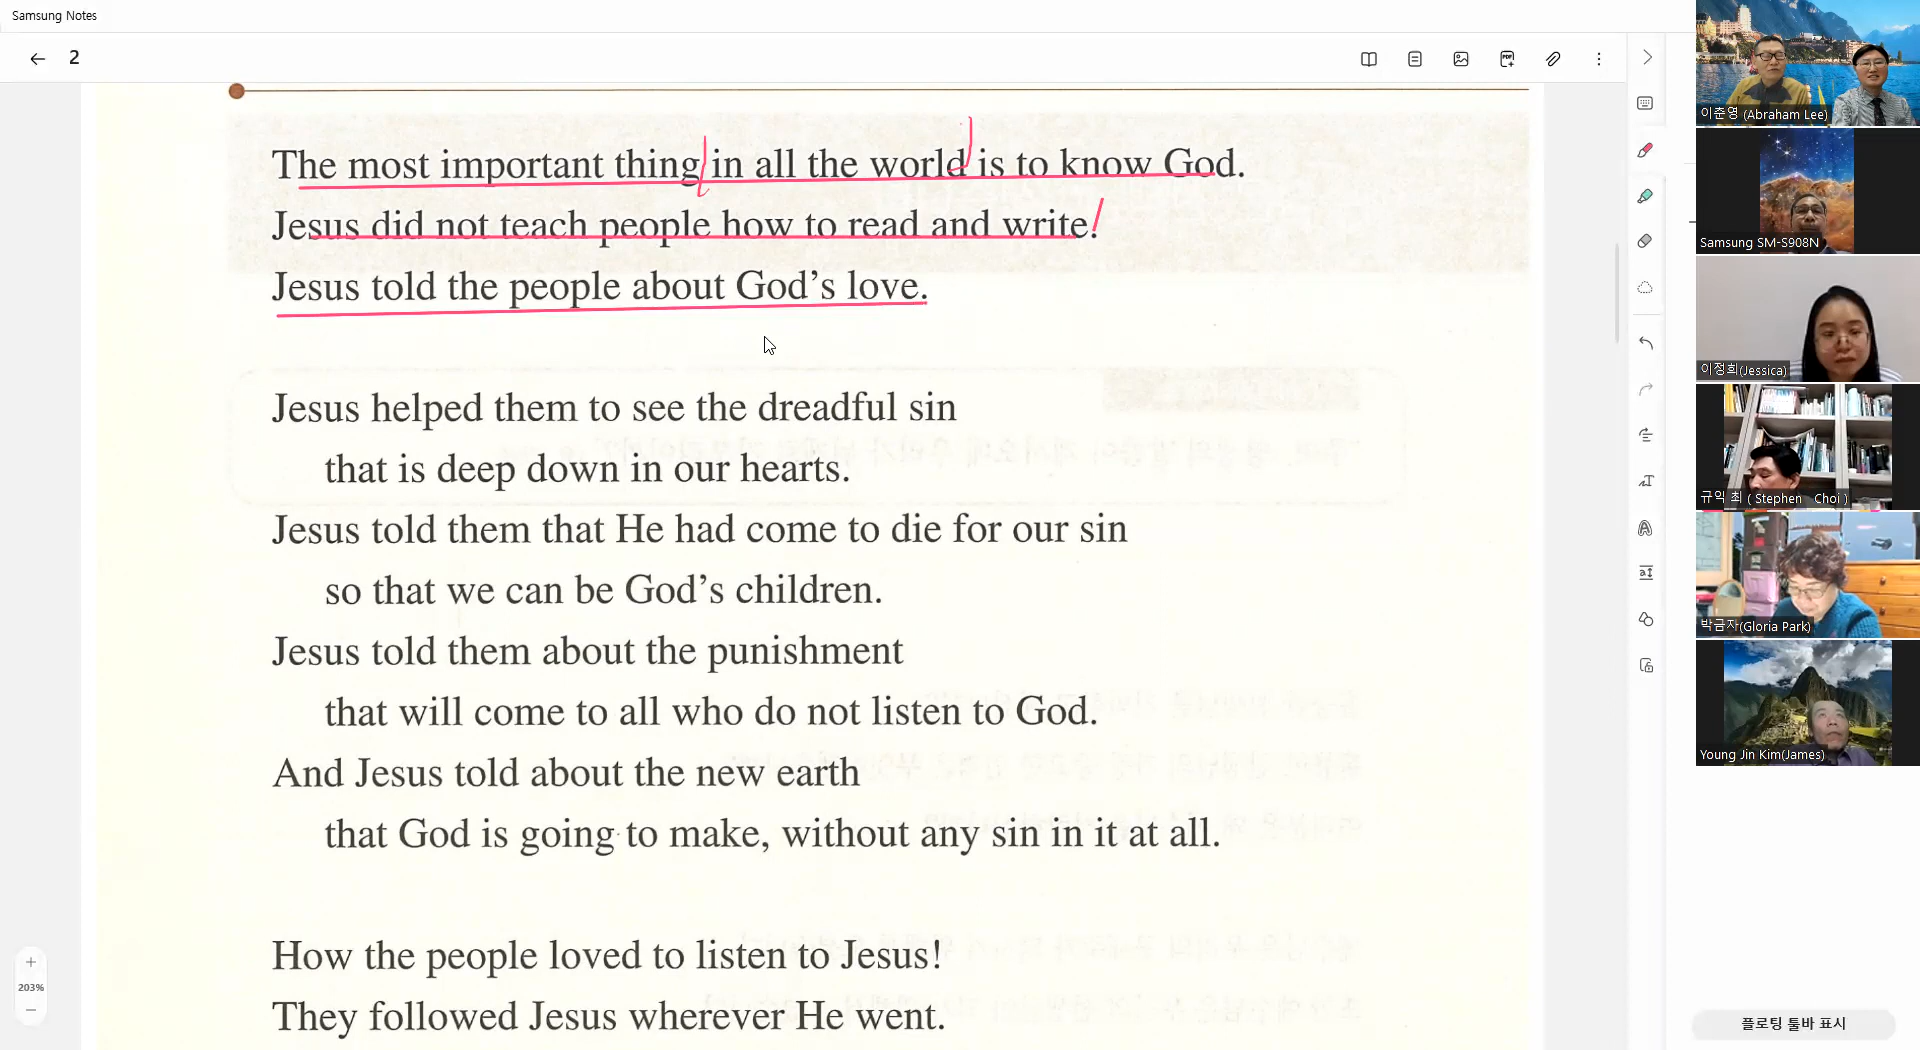 Samsung Notes
2
The most important thing in all the world is to know God.
Jesus did not teach people how to read and write!
Jesus told the people about God's love.
Jesus helped them to see the dreadful sin
that is deep down in our hearts.
Jesus told them that He had come to die for our sin
so that we can be God's children.
Jesus told them about the punishment
that will come to all who do not listen to God.
And Jesus told about the new earth
that God is going to make, without any sin in it at all.
How the people loved to listen to Jesus!
They followed Jesus wherever He went.
203%
이준영 (Abraham Lee)
Samsung SM-S908N
이정희(Jessica)
규익 최 ( Stephen Choi )
박금자(Gloria Park)
Young Jin Kim(James)
플로팅 툴바 표시